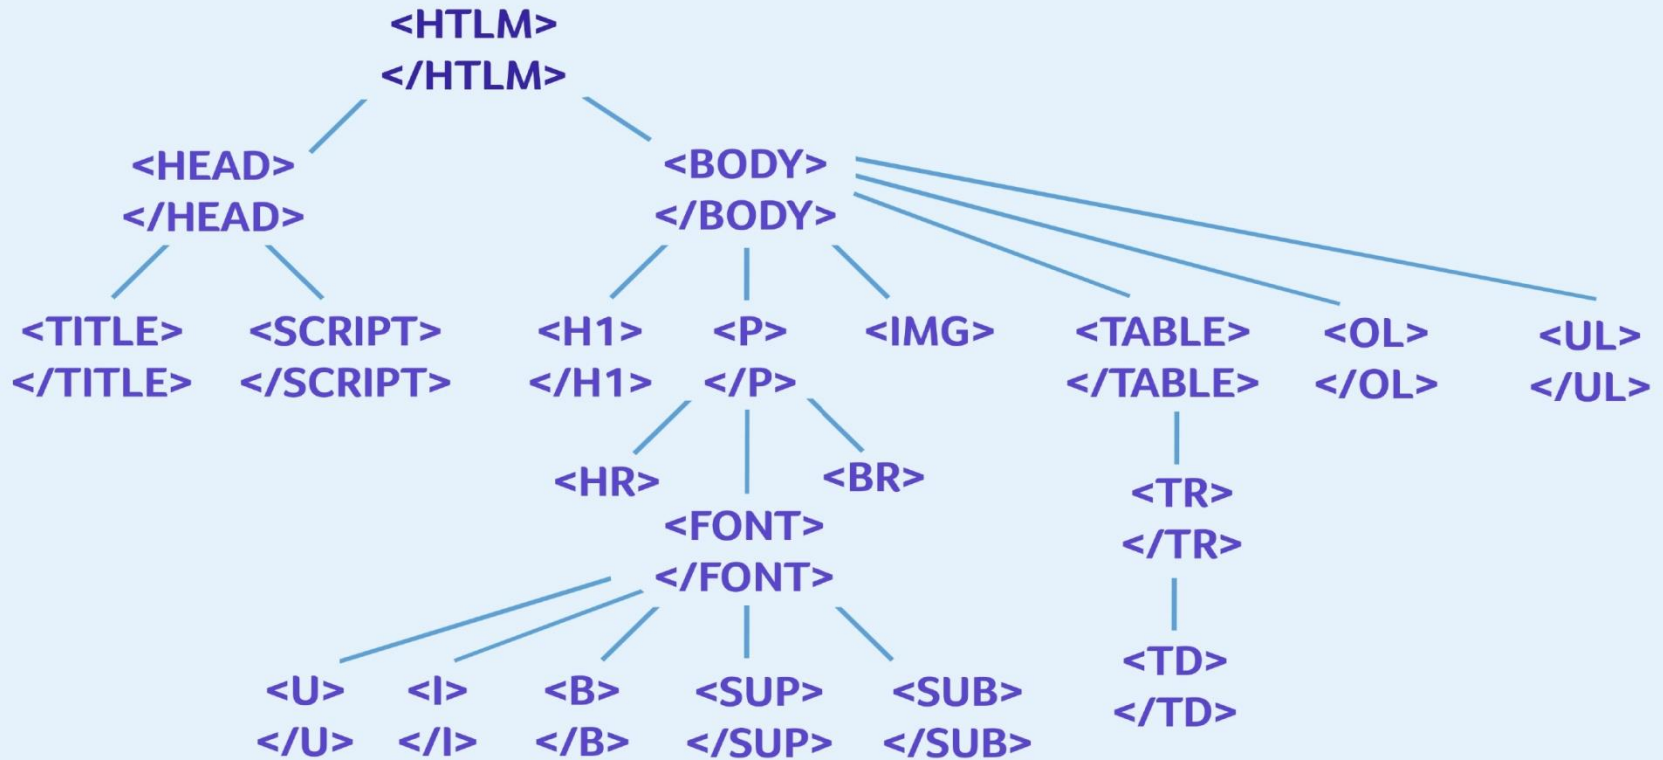 <HTLM>
</HTLM>
<HEAD>
</HEAD>
<BODY>
</BODY>
<TITLE>
</TITLE>
<SCRIPT>
</SCRIPT>
<H1>
</H1>
<P>
</P>
<IMG>
<TABLE>
</TABLE>
<OL>
</OL>
<UL>
</UL>
<HR>
<BR>
<FONT>
</FONT>
<TR>
</TR>
<U>
</U>
<I>
</I>
<B>
</B>
<SUP>
</SUP>
<SUB>
</SUB>
<TD>
</TD>